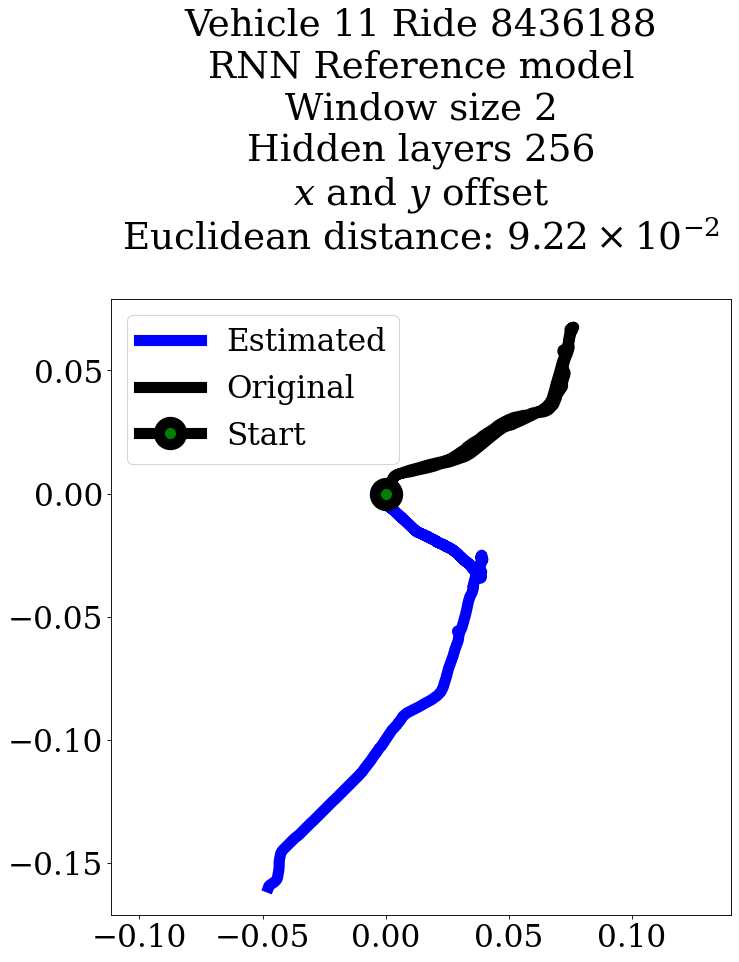 Vehicle 11 Ride 8436188
RNN Reference model
Window size 2
Hidden layers 256
x and y offset
Euclidean distance: 9.22 × 10⁻²
Estimated
Original
Start
0.05
0.00
−0.05
−0.10
−0.15
−0.10 −0.05 0.00 0.05 0.10